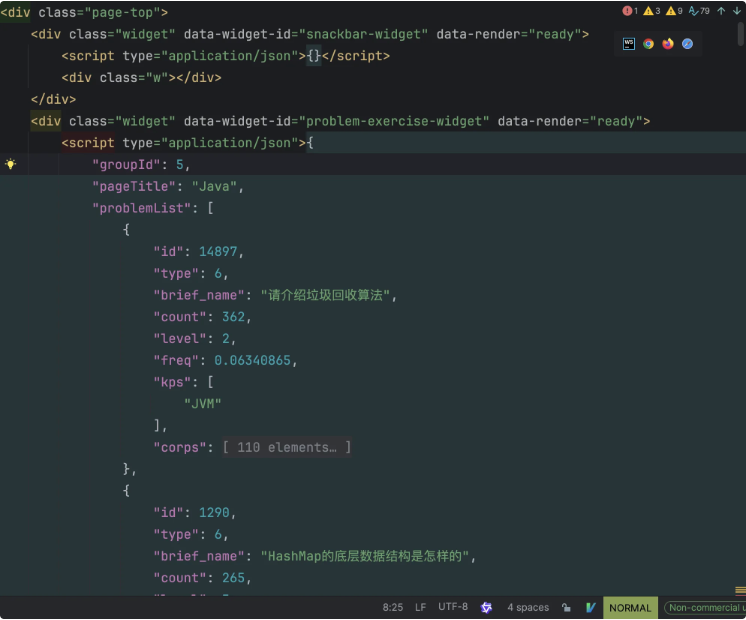 <div class="page-top">
1 3 9 79
<div class="widget" data-widget-id="snackbar-widget" data-render="ready">
WS
<script type="application/json">{}</script>
<div class="w"></div>
</div>
<div class="widget" data-widget-id="problem-exercise-widget" data-render="ready">
<script type="application/json">{
"groupId": 5,
"pageTitle": "Java",
"problemList": [
{
"id": 14897,
"type": 6,
"brief_name": "请介绍垃圾回收算法",
"count": 362,
"level": 2,
"freq": 0.06340865,
"kps": [
"JVM"
],
"corps": [ 110 elements… ]
},
{
"id": 1290,
"type": 6,
"brief_name": "HashMap的底层数据结构是怎样的",
"count": 265,
8:25 LF UTF-8 4 spaces NORMAL Non-commercial u